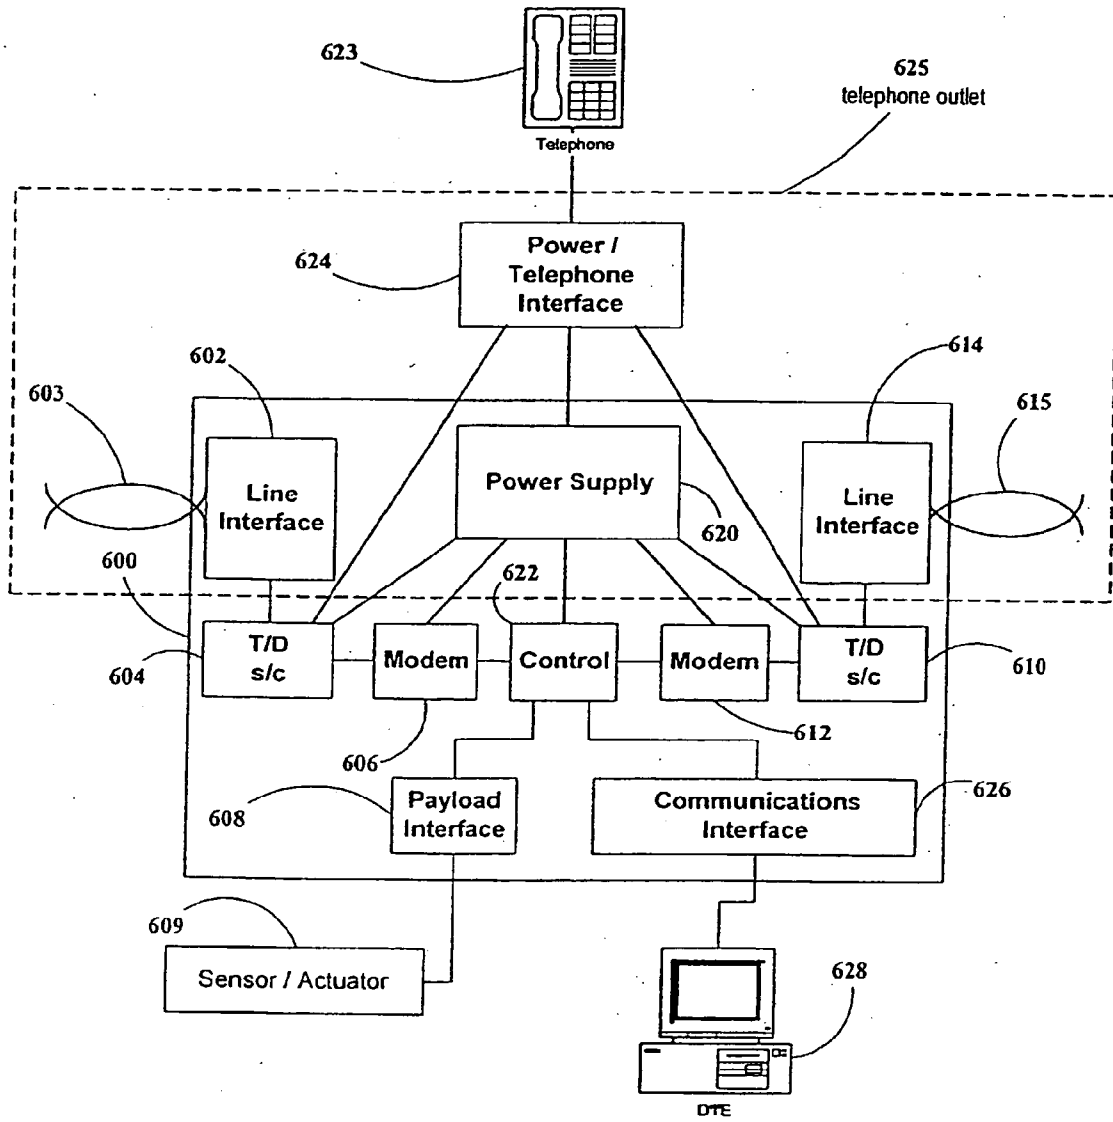 623
Telephone
625
telephone outlet
Power /
Telephone
Interface
624
602
614
603
615
Line
Interface
Power Supply
Line
Interface
620
600
622
T/D
s/c
Modem
Control
Modem
T/D
s/c
604
610
606
612
608
Payload
Interface
Communications
Interface
626
609
Sensor / Actuator
628
DTE